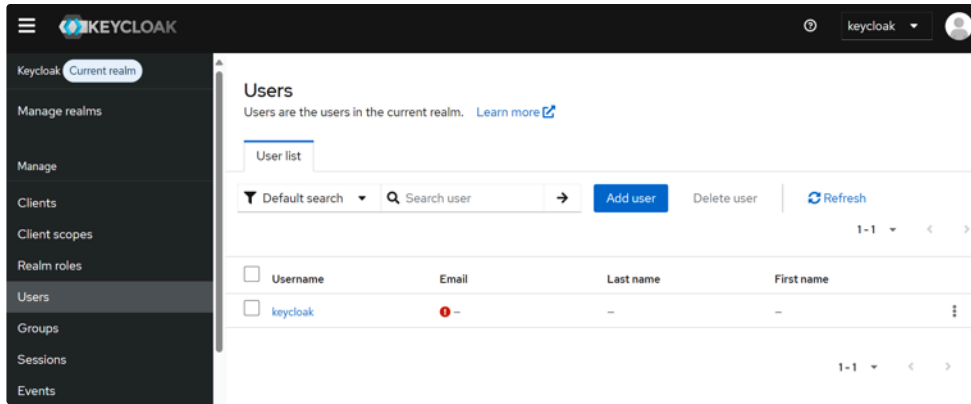 KEYCLOAK
keycloak
Keycloak Current realm
Manage realms
Manage
Clients
Client scopes
Realm roles
Users
Groups
Sessions
Events
Users
Users are the users in the current realm. Learn more
User list
Default search Search user Add user Delete user Refresh
1-1
Username Email Last name First name
keycloak – – –
1-1